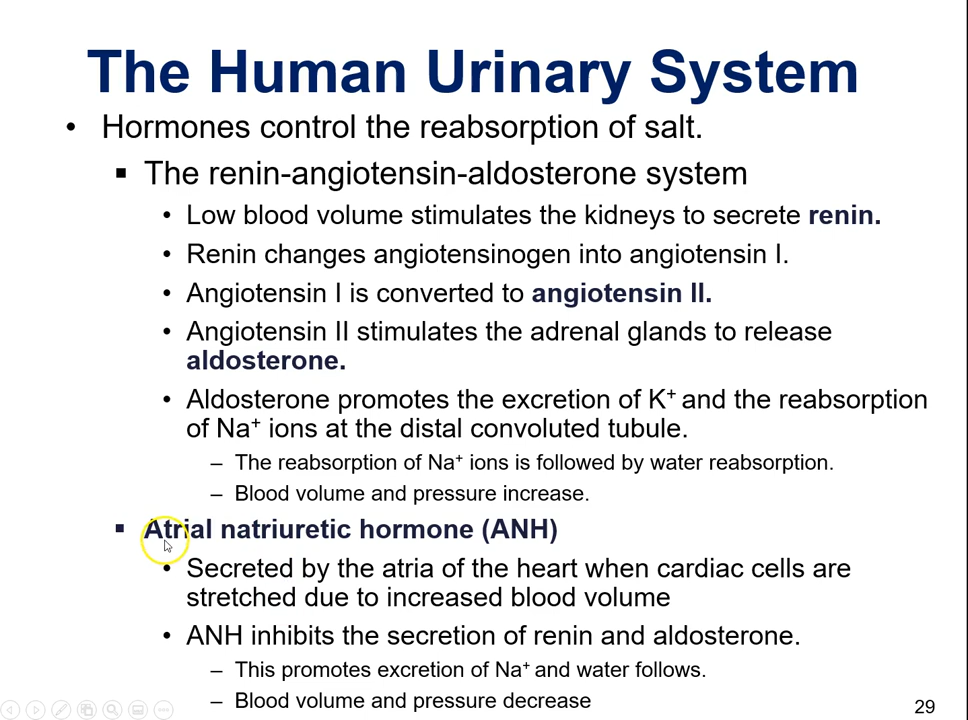 The Human Urinary System
• Hormones control the reabsorption of salt.
▪ The renin-angiotensin-aldosterone system
• Low blood volume stimulates the kidneys to secrete renin.
• Renin changes angiotensinogen into angiotensin I.
• Angiotensin I is converted to angiotensin II.
• Angiotensin II stimulates the adrenal glands to release
aldosterone.
• Aldosterone promotes the excretion of K⁺ and the reabsorption
of Na⁺ ions at the distal convoluted tubule.
– The reabsorption of Na⁺ ions is followed by water reabsorption.
– Blood volume and pressure increase.
▪ Atrial natriuretic hormone (ANH)
• Secreted by the atria of the heart when cardiac cells are
stretched due to increased blood volume
• ANH inhibits the secretion of renin and aldosterone.
– This promotes excretion of Na⁺ and water follows.
– Blood volume and pressure decrease
29